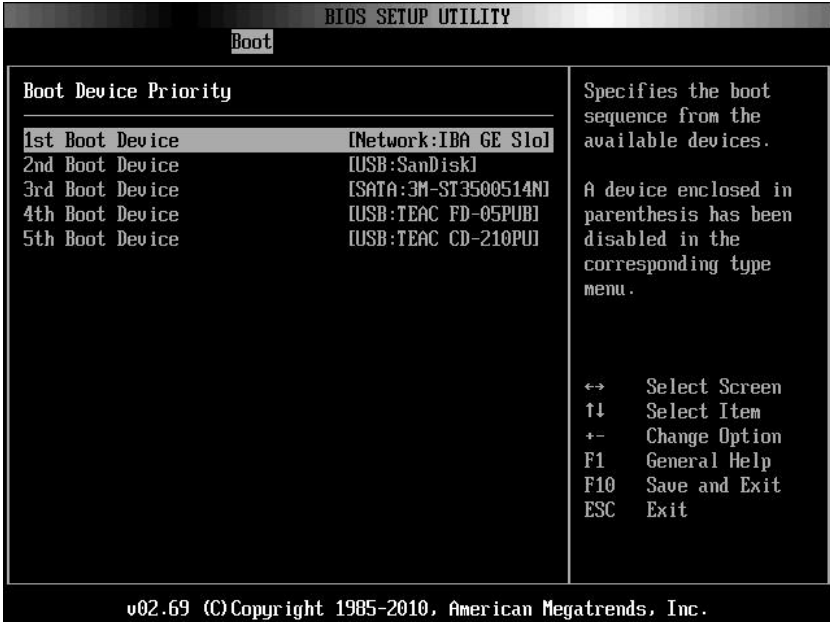 BIOS SETUP UTILITY
Boot
Boot Device Priority
1st Boot Device [Network:IBA GE Slo]
2nd Boot Device [USB:SanDisk]
3rd Boot Device [SATA:3M-ST3500514N]
4th Boot Device [USB:TEAC FD-05PUB]
5th Boot Device [USB:TEAC CD-210PU]
Specifies the boot
sequence from the
available devices.
A device enclosed in
parenthesis has been
disabled in the
corresponding type
menu.
↔ Select Screen
↑↓ Select Item
+- Change Option
F1 General Help
F10 Save and Exit
ESC Exit
v02.69 (C)Copyright 1985-2010, American Megatrends, Inc.